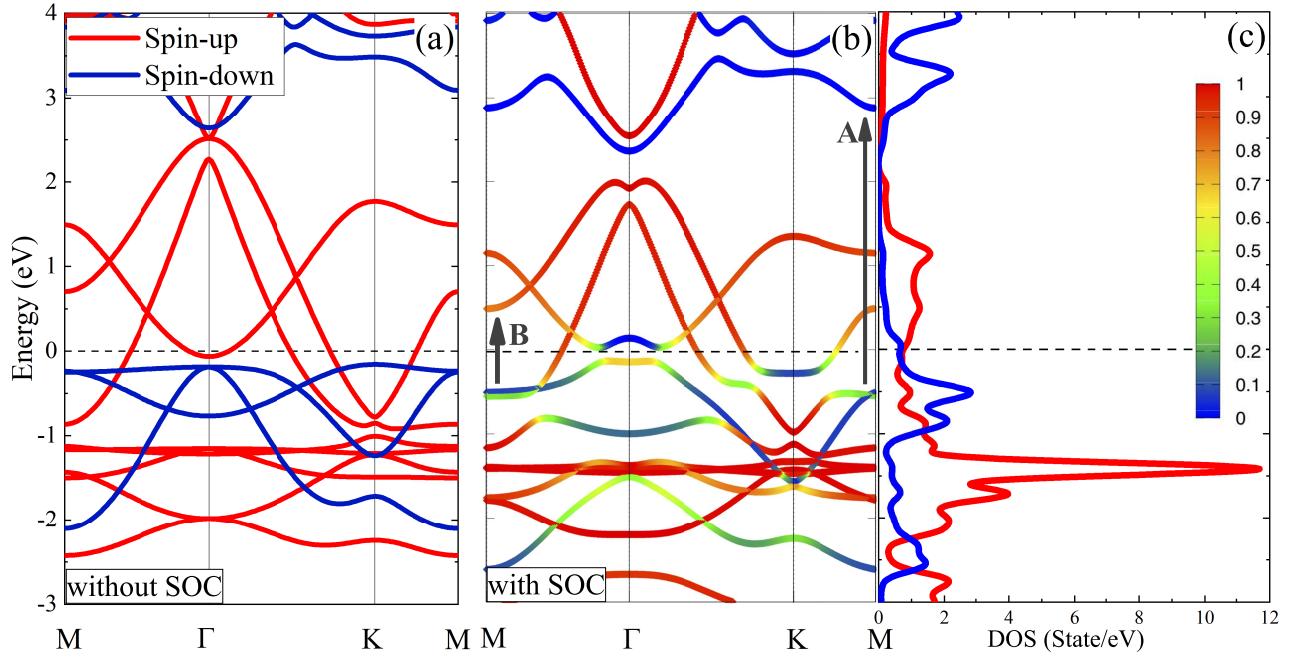 4
3
2
1
0
-1
-2
-3
Energy (eV)
Spin-up
Spin-down
(a)
without SOC
M
Γ
K
M
(b)
A
B
with SOC
M
Γ
K
M
(c)
1
0.9
0.8
0.7
0.6
0.5
0.4
0.3
0.2
0.1
0
0 2 4 6 8 10 12
DOS (State/eV)